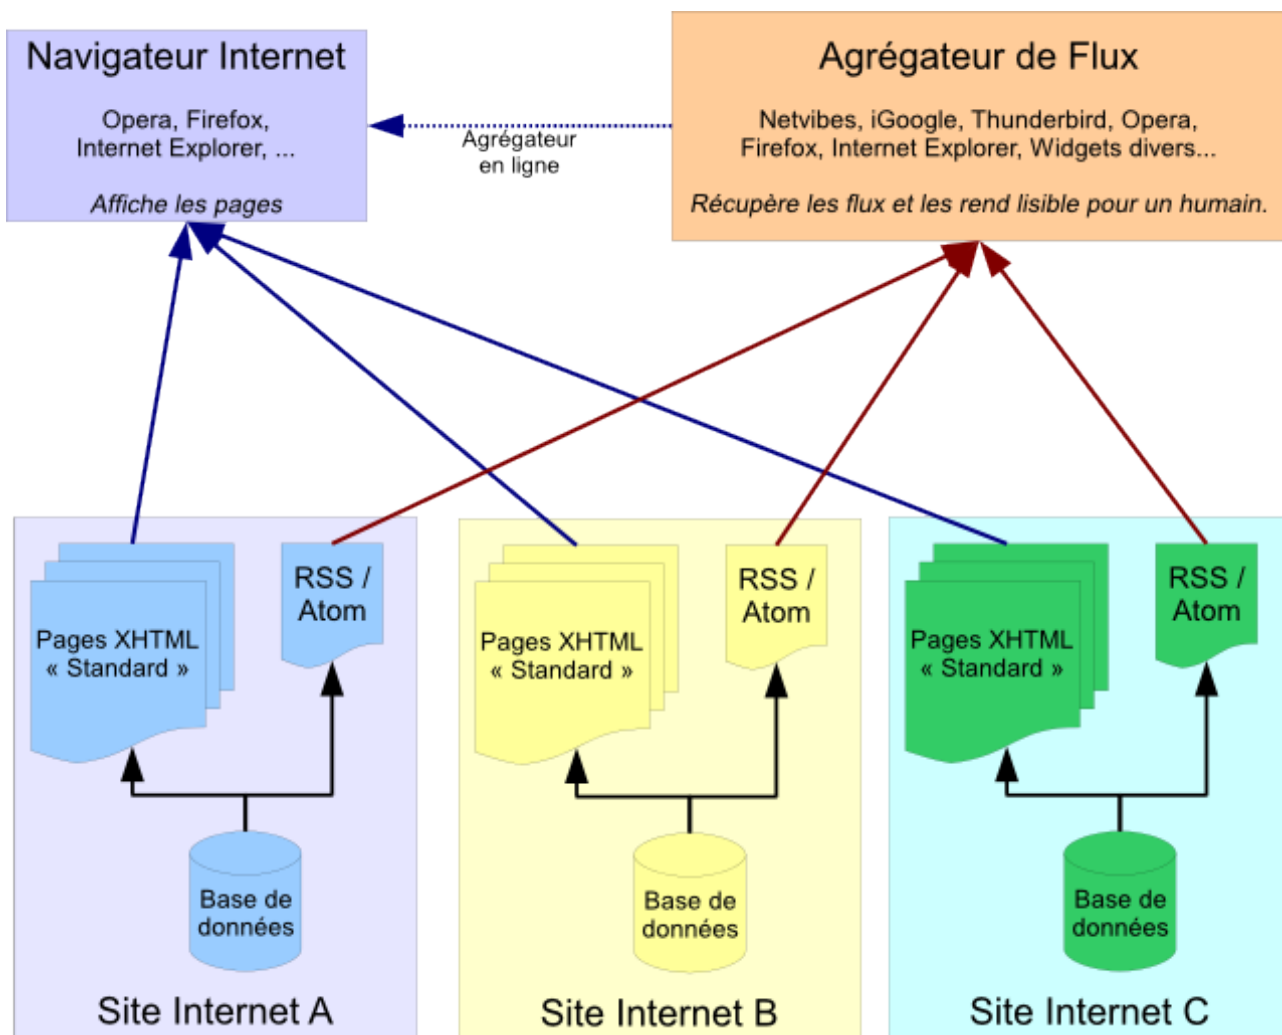 Navigateur Internet
Opera, Firefox,
Internet Explorer, ...
Affiche les pages
Agrégateur
en ligne
Agrégateur de Flux
Netvibes, iGoogle, Thunderbird, Opera,
Firefox, Internet Explorer, Widgets divers...
Récupère les flux et les rend lisible pour un humain.
Pages XHTML
« Standard »
RSS /
Atom
Base de
données
Site Internet A
Pages XHTML
« Standard »
RSS /
Atom
Base de
données
Site Internet B
Pages XHTML
« Standard »
RSS /
Atom
Base de
données
Site Internet C